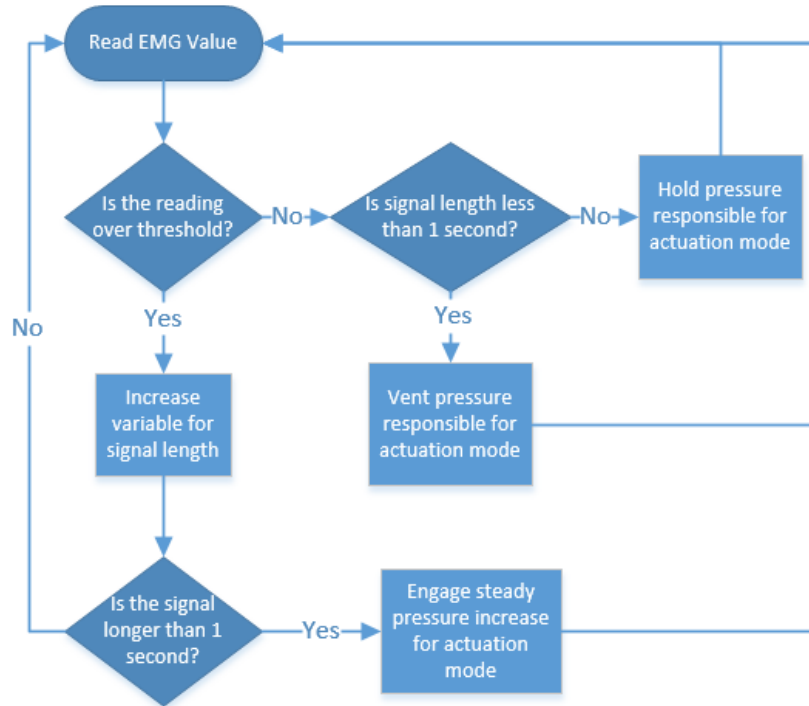 Read EMG Value
Is the reading
over threshold?
No
Is signal length less
than 1 second?
No
Hold pressure
responsible for
actuation mode
Yes
Yes
No
Increase
variable for
signal length
Vent pressure
responsible for
actuation mode
Is the signal
longer than 1
second?
Yes
Engage steady
pressure increase
for actuation
mode